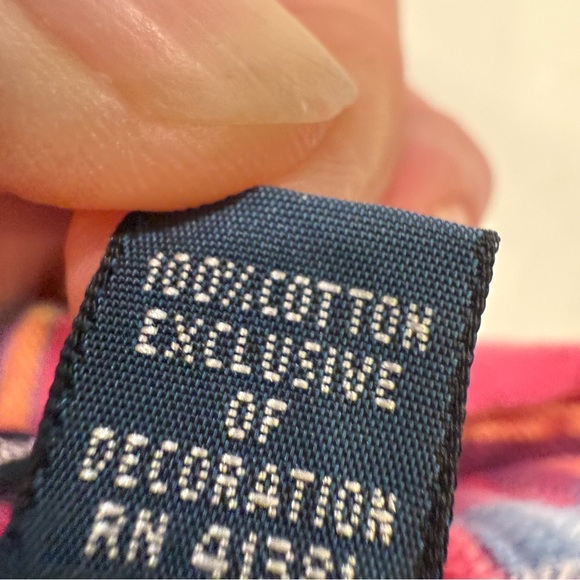 100% COTTON
EXCLUSIVE
OF
DECORATION
RN